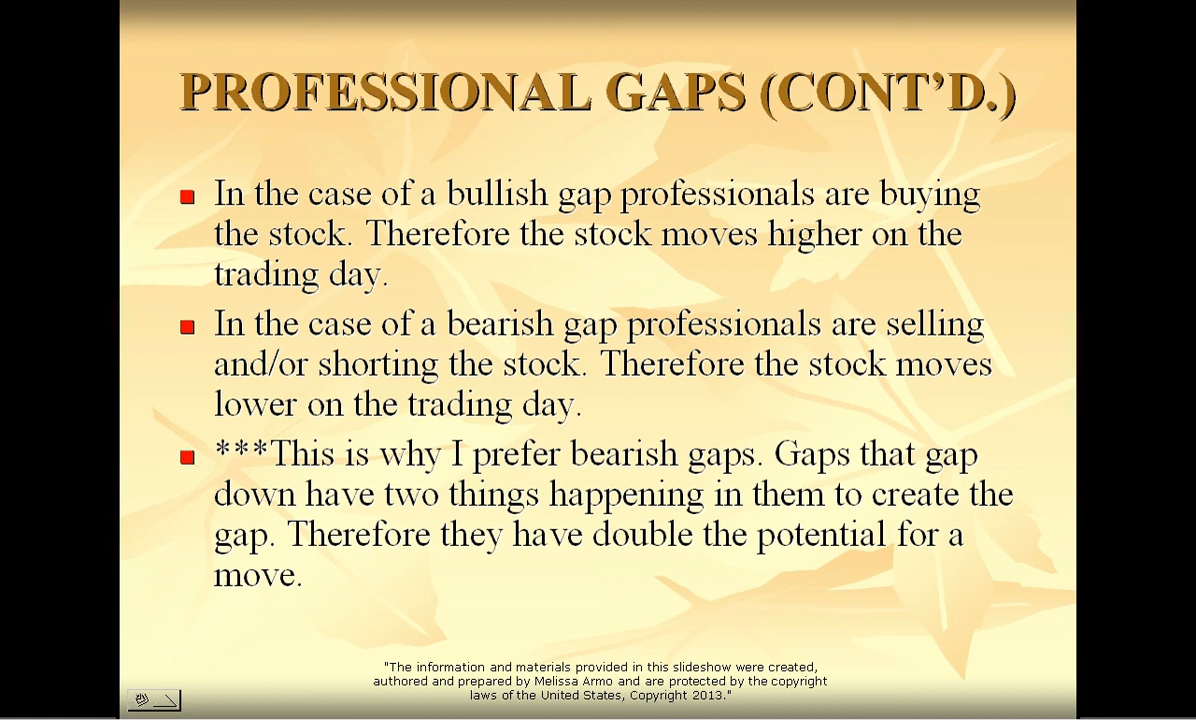 PROFESSIONAL GAPS (CONT'D.)
In the case of a bullish gap professionals are buying
the stock. Therefore the stock moves higher on the
trading day.
In the case of a bearish gap professionals are selling
and/or shorting the stock. Therefore the stock moves
lower on the trading day.
***This is why I prefer bearish gaps. Gaps that gap
down have two things happening in them to create the
gap. Therefore they have double the potential for a
move.
"The information and materials provided in this slideshow were created,
authored and prepared by Melissa Armo and are protected by the copyright
laws of the United States, Copyright 2013."